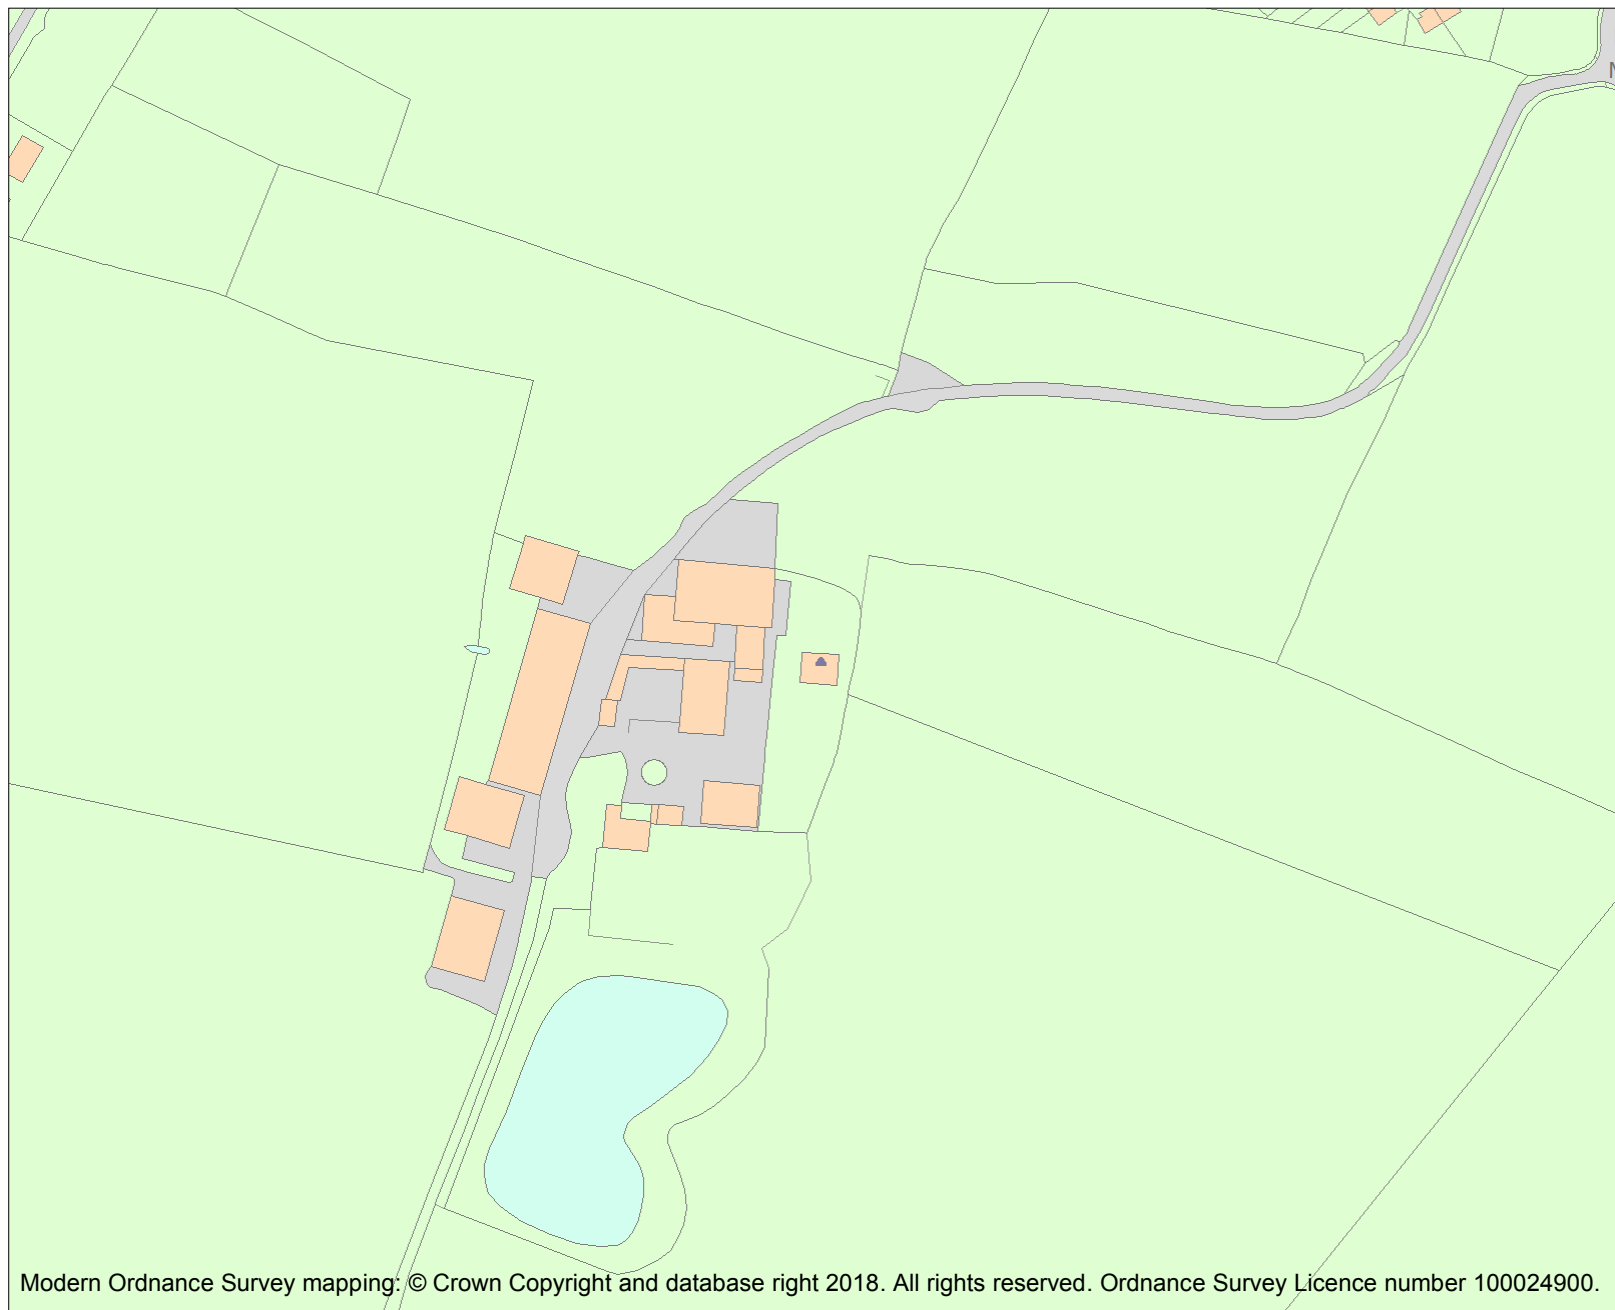 Modern Ordnance Survey mapping: © Crown Copyright and database right 2018. All rights reserved. Ordnance Survey Licence number 100024900.